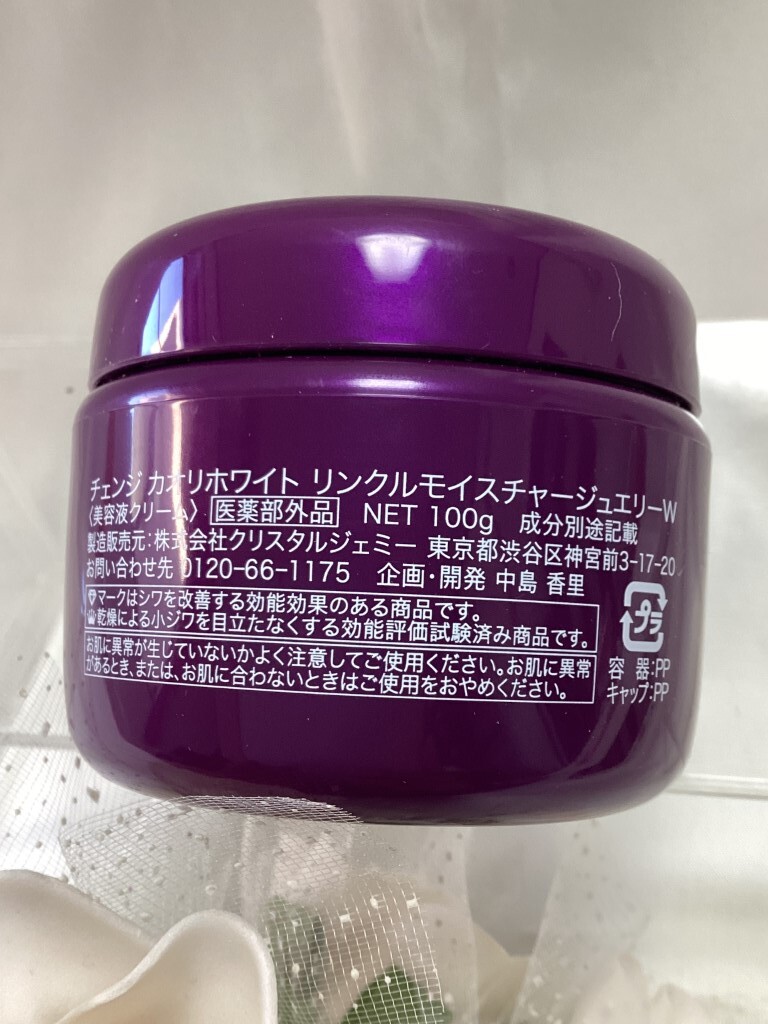 チェンジ カオリホワイト リンクルモイスチャージュエリーW
〈美容液クリーム〉 医薬部外品 NET 100g 成分別途記載
製造販売元:株式会社クリスタルジェミー 東京都渋谷区神宮前3-17-20
お問い合わせ先 0120-66-1175 企画・開発 中島 香里
マークはシワを改善する効能効果のある商品です。
乾燥による小ジワを目立たなくする効能評価試験済み商品です。
お肌に異常が生じていないかよく注意してご使用ください。お肌に異常
があるとき、または、お肌に合わないときはご使用をおやめください。
プラ
容 器:PP
キャップ:PP